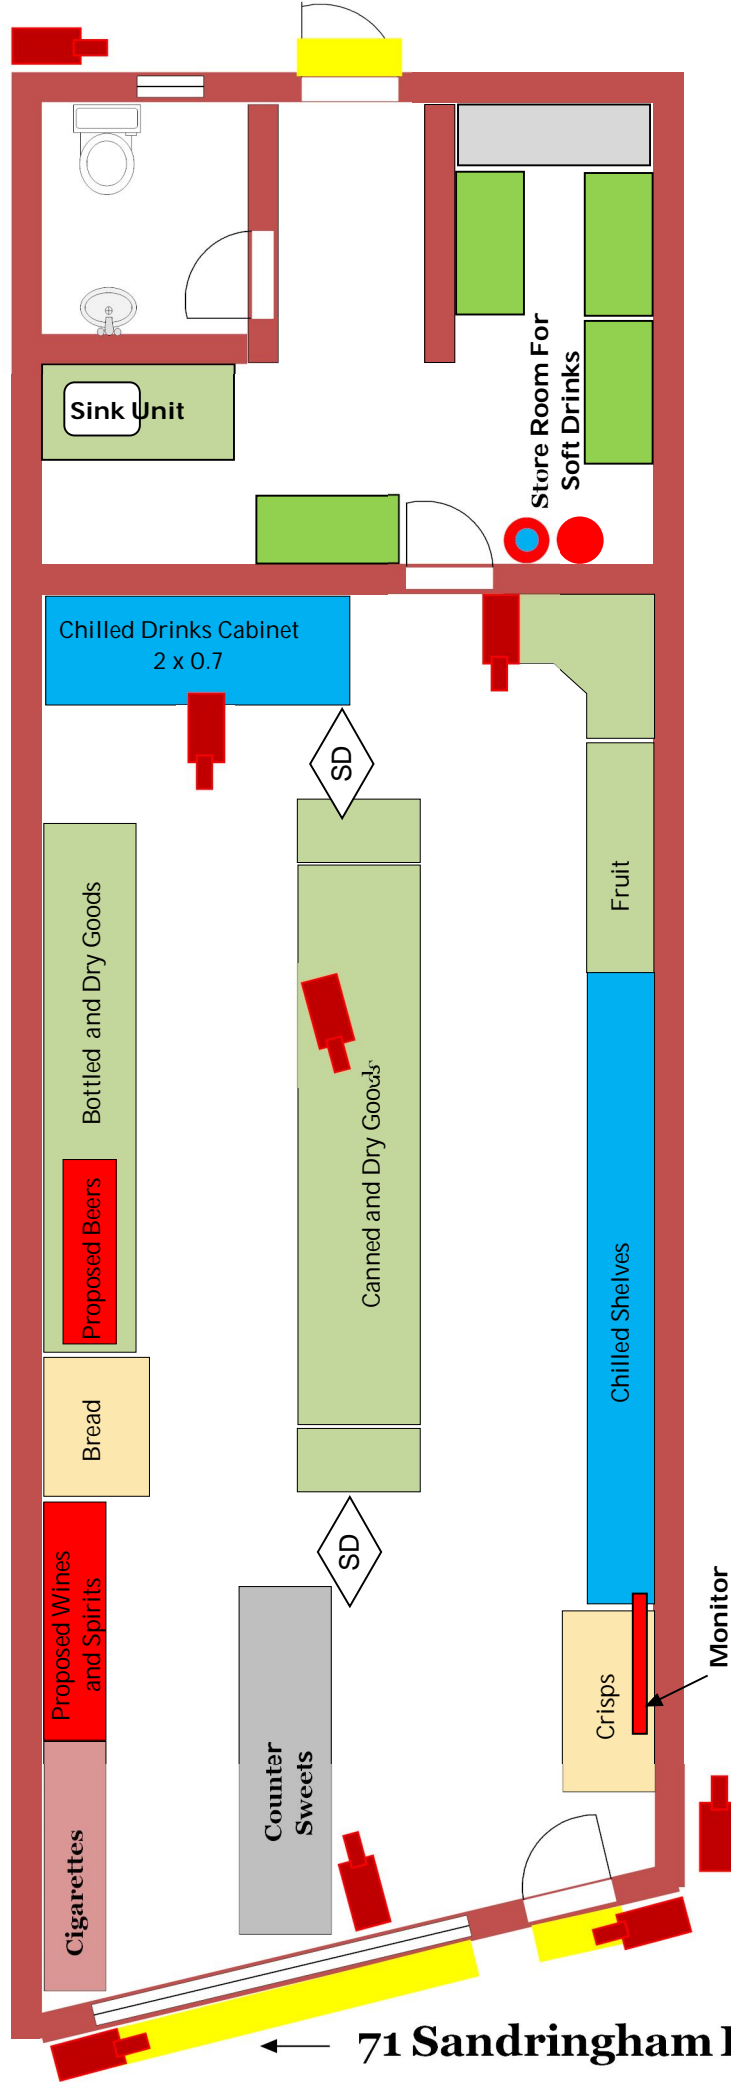 Sink Unit
Store Room For
Soft Drinks
Chilled Drinks Cabinet
2 x 0.7
SD
Bottled and Dry Goods
Fruit
Canned and Dry Goods
Proposed Beers
Chilled Shelves
Bread
SD
Proposed Wines
and Spirits
Monitor
Crisps
Counter
Sweets
Cigarettes
71 Sandringham